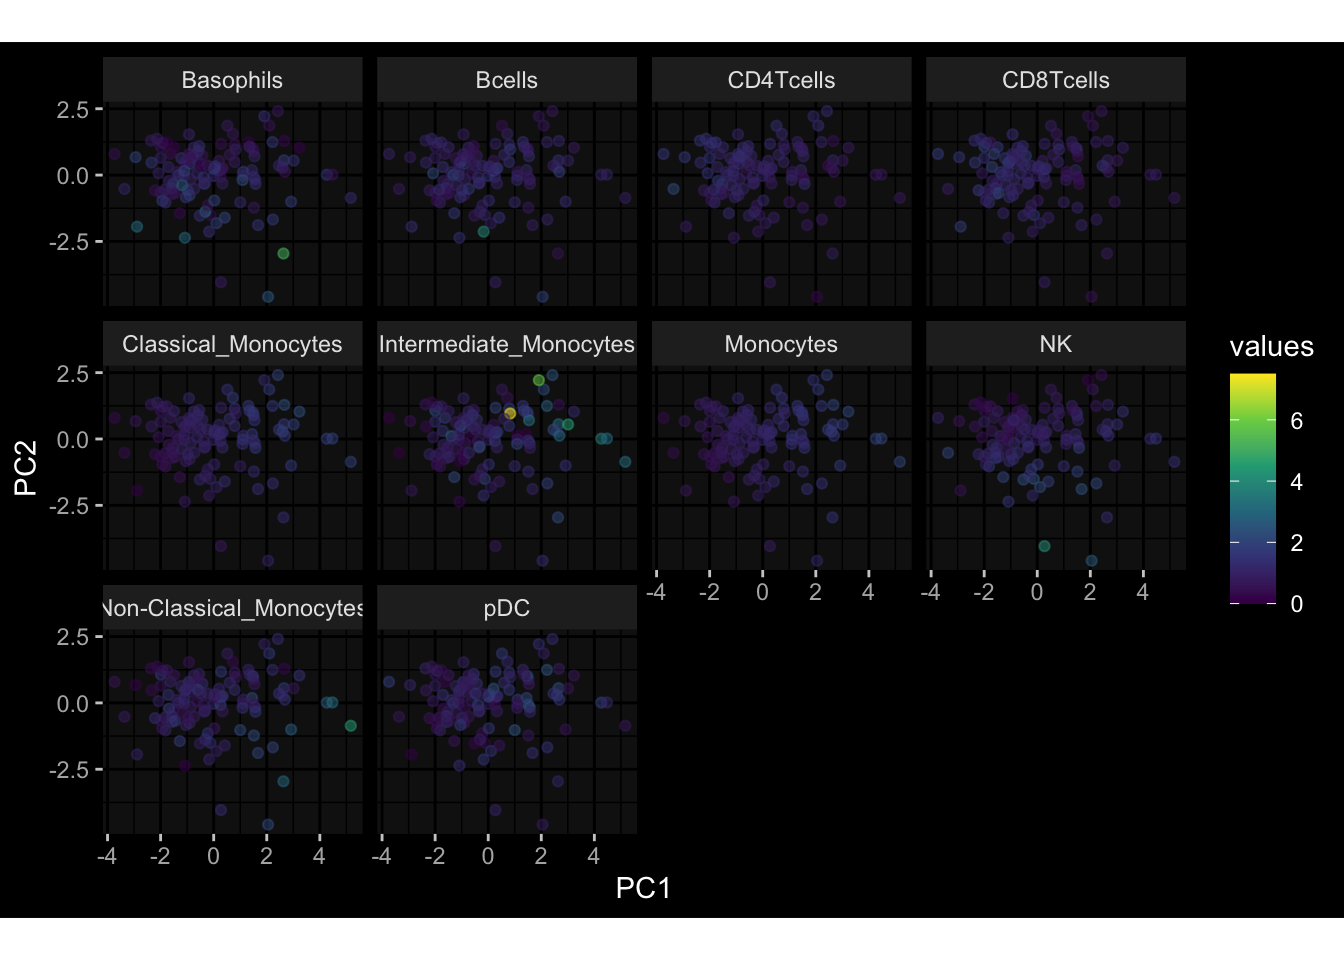 Basophils Bcells CD4Tcells CD8Tcells
2.5
0.0
-2.5
Classical_Monocytes Intermediate_Monocytes Monocytes NK
2.5
0.0
-2.5
-4 -2 0 2 4 -4 -2 0 2 4
Non-Classical_Monocytes pDC
2.5
0.0
-2.5
-4 -2 0 2 4 -4 -2 0 2 4
PC1
PC2
values
6
4
2
0